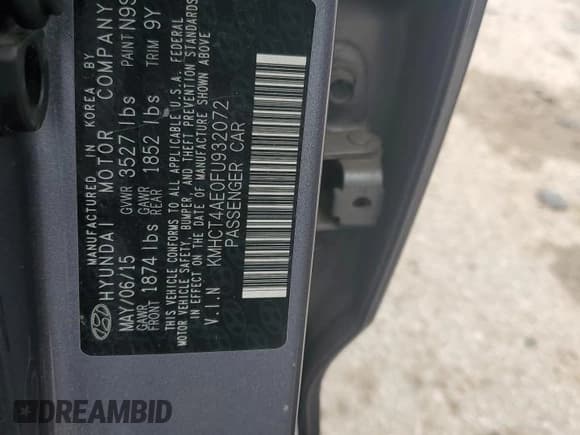 MANUFACTURED IN KOREA BY
HYUNDAI MOTOR COMPANY
MAY/06/15 GVWR 3527 lbs PAINT N9S
GAWR FRONT 1874 lbs GAWR REAR 1852 lbs TRIM 9Y
THIS VEHICLE CONFORMS TO ALL APPLICABLE U.S.A. FEDERAL
MOTOR VEHICLE SAFETY, BUMPER, AND THEFT PREVENTION STANDARDS
IN EFFECT ON THE DATE OF MANUFACTURE SHOWN ABOVE
V.I.N KMHCT4AE0FU932072
PASSENGER CAR
DREAMBID